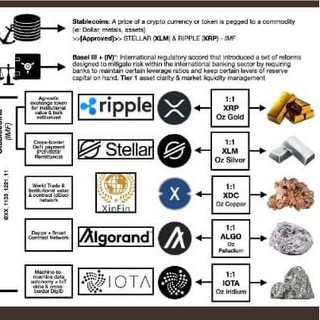 Stablecoins: A price of a crypto currency or token is pegged to a commodity
(ie: Dollar, metals, assets)
>>[Approved]>> STELLAR (XLM) & RIPPLE (XRP) - IMF
Basel III + (IV)* International regulatory accord that introduced a set of reforms
designed to mitigate risk within the international banking sector by requiring
banks to maintain certain leverage ratios and keep certain levels of reserve
capital on hand. Tier 1 asset clarity & market liquidity management
Agnostic
exchange token for
institutional
value & bulk
settlement
ripple
1:1
XRP
Oz Gold
Cross-border
DeFi payment
(P2P/B2B)
Remittance)
Stellar
1:1
XLM
Oz Silver
World Trade &
Institutional value
& contract (dDoc)
network
XinFin
X
1:1
XDC
Oz Copper
Dapps + Smart
Contract Network
Algorand
1:1
ALGO
Oz
Palladium
Machine-to-
machine data
autonomy + IoT
data & cross-
border DigID
IOTA
1:1
IOTA
Oz Iridium
Stablecoins
(IMF)